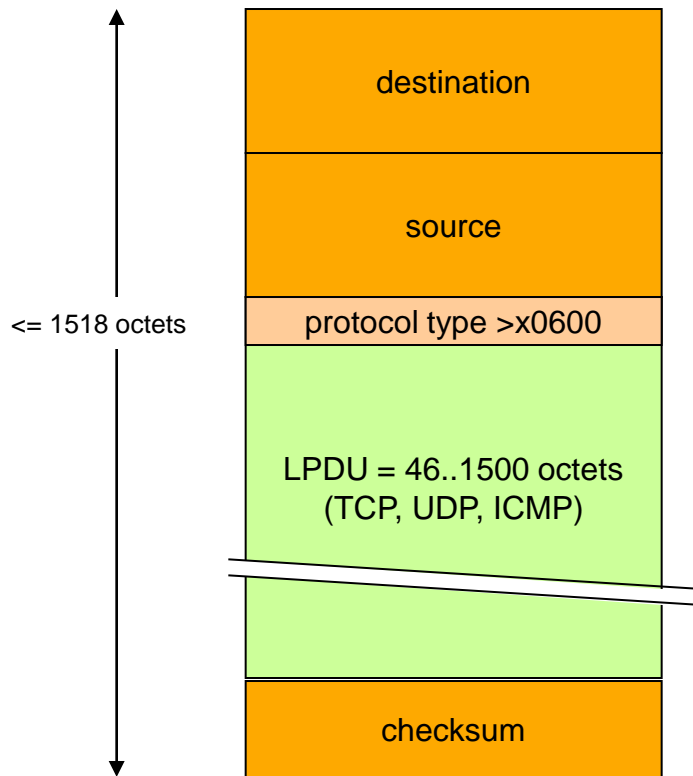 destination
source
<= 1518 octets
protocol type >x0600
LPDU = 46..1500 octets
(TCP, UDP, ICMP)
checksum